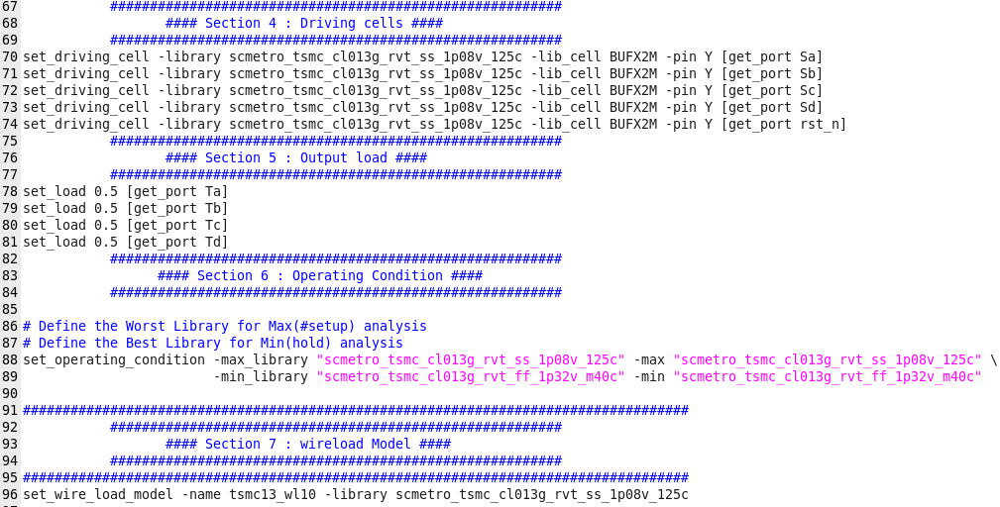 67 #########################################################
68 #### Section 4 : Driving cells ####
69 #########################################################
70 set_driving_cell -library scmetro_tsmc_cl013g_rvt_ss_1p08v_125c -lib_cell BUFX2M -pin Y [get_port Sa]
71 set_driving_cell -library scmetro_tsmc_cl013g_rvt_ss_1p08v_125c -lib_cell BUFX2M -pin Y [get_port Sb]
72 set_driving_cell -library scmetro_tsmc_cl013g_rvt_ss_1p08v_125c -lib_cell BUFX2M -pin Y [get_port Sc]
73 set_driving_cell -library scmetro_tsmc_cl013g_rvt_ss_1p08v_125c -lib_cell BUFX2M -pin Y [get_port Sd]
74 set_driving_cell -library scmetro_tsmc_cl013g_rvt_ss_1p08v_125c -lib_cell BUFX2M -pin Y [get_port rst_n]
75 #########################################################
76 #### Section 5 : Output load ####
77 #########################################################
78 set_load 0.5 [get_port Ta]
79 set_load 0.5 [get_port Tb]
80 set_load 0.5 [get_port Tc]
81 set_load 0.5 [get_port Td]
82 #########################################################
83 #### Section 6 : Operating Condition ####
84 #########################################################
85
86 # Define the Worst Library for Max(#setup) analysis
87 # Define the Best Library for Min(hold) analysis
88 set_operating_condition -max_library "scmetro_tsmc_cl013g_rvt_ss_1p08v_125c" -max "scmetro_tsmc_cl013g_rvt_ss_1p08v_125c" \
89 -min_library "scmetro_tsmc_cl013g_rvt_ff_1p32v_m40c" -min "scmetro_tsmc_cl013g_rvt_ff_1p32v_m40c"
90
91 ####################################################################################
92 #########################################################
93 #### Section 7 : wireload Model ####
94 #########################################################
95 ####################################################################################
96 set_wire_load_model -name tsmc13_wl10 -library scmetro_tsmc_cl013g_rvt_ss_1p08v_125c